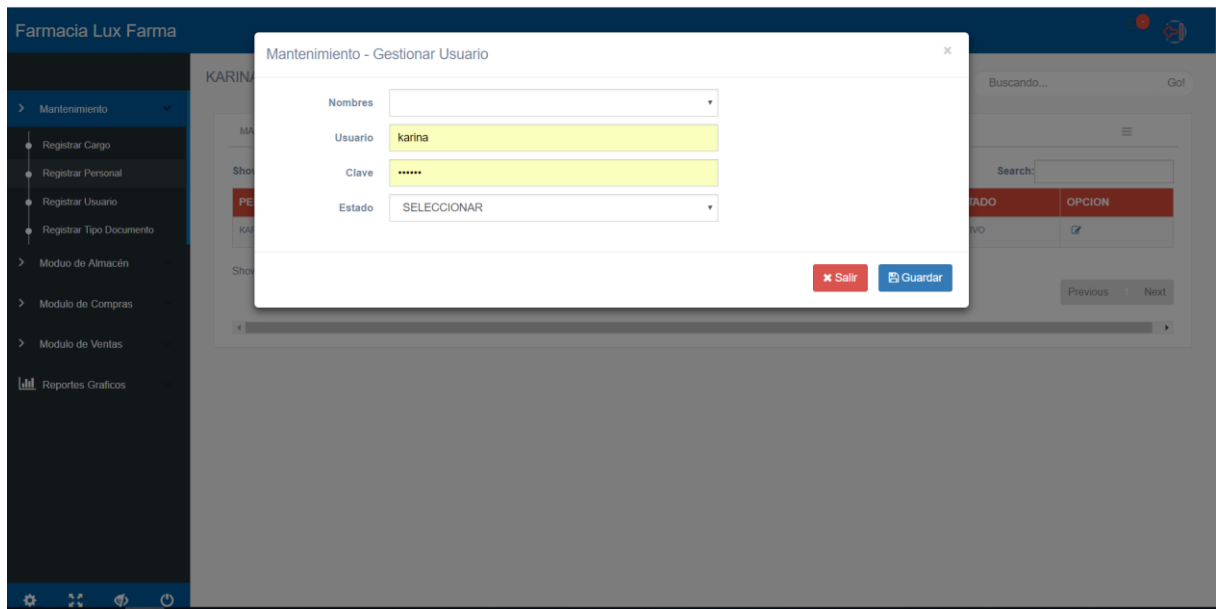 Farmacia Lux Farma
Mantenimiento - Gestionar Usuario
×
Nombres
Usuario karina
Clave ••••••
Estado SELECCIONAR
Salir Guardar
KARINA
Buscando... Go!
Mantenimiento
Registrar Cargo
Registrar Personal
Registrar Usuario
Registrar Tipo Documento
Moduo de Almacén
Modulo de Compras
Modulo de Ventas
Reportes Graficos
Search:
OPCION
Previous 1 Next